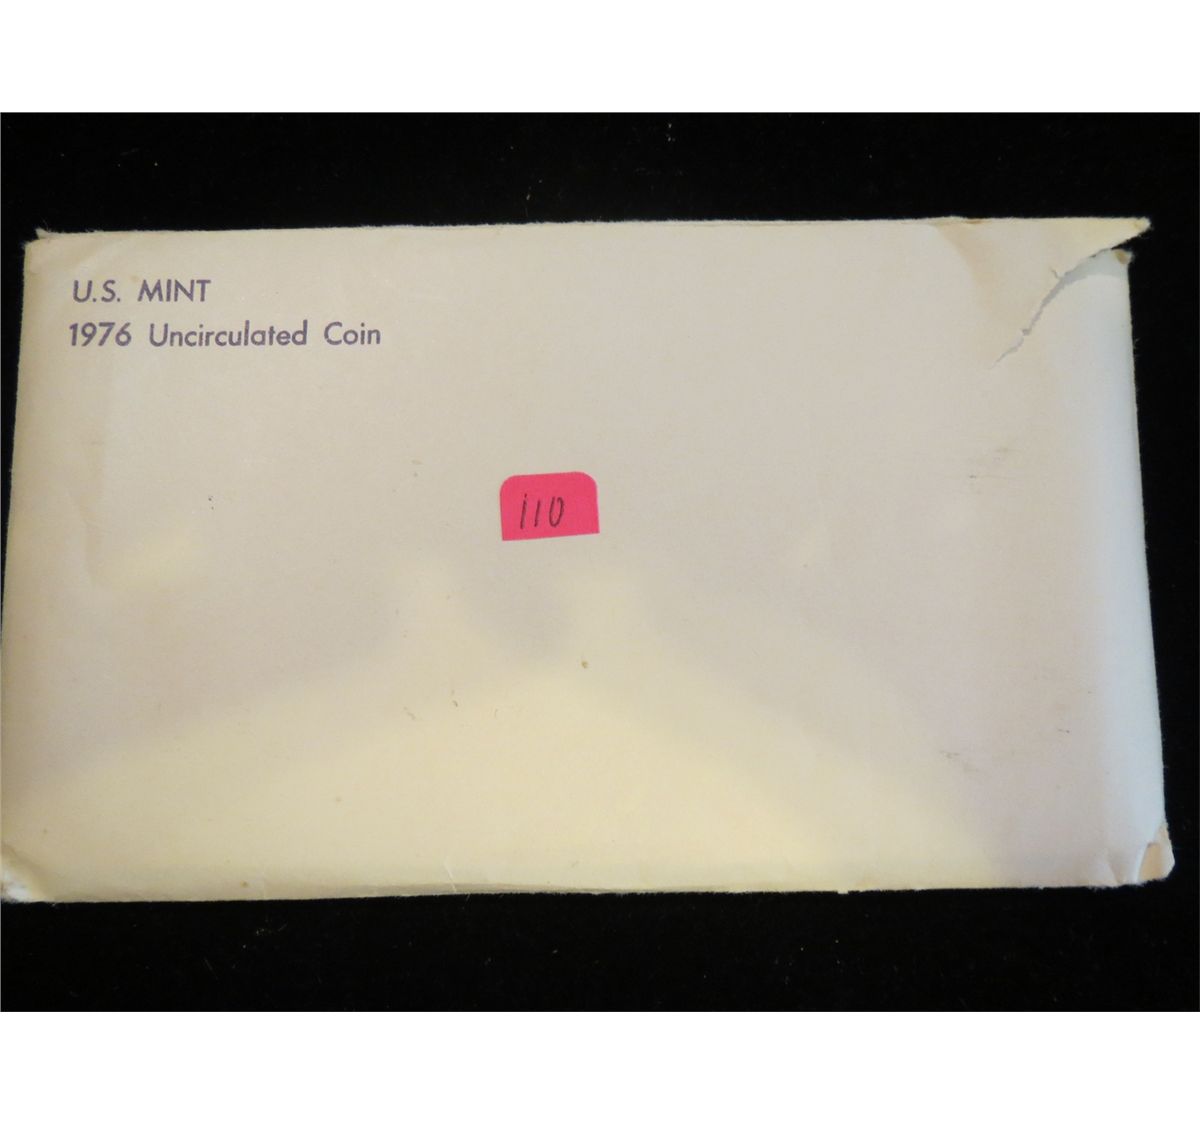 U.S. MINT
1976 Uncirculated Coin
110